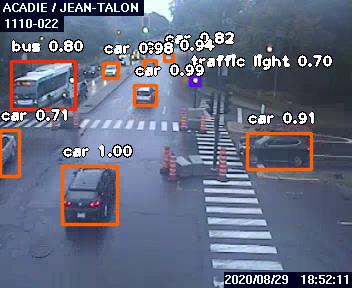 ACADIE / JEAN-TALON
1110-022
bus 0.80
car 0.98
0.94
car 0.82
car 0.99
traffic light 0.70
car 0.71
car 0.91
car 1.00
2020/08/29 18:52:11